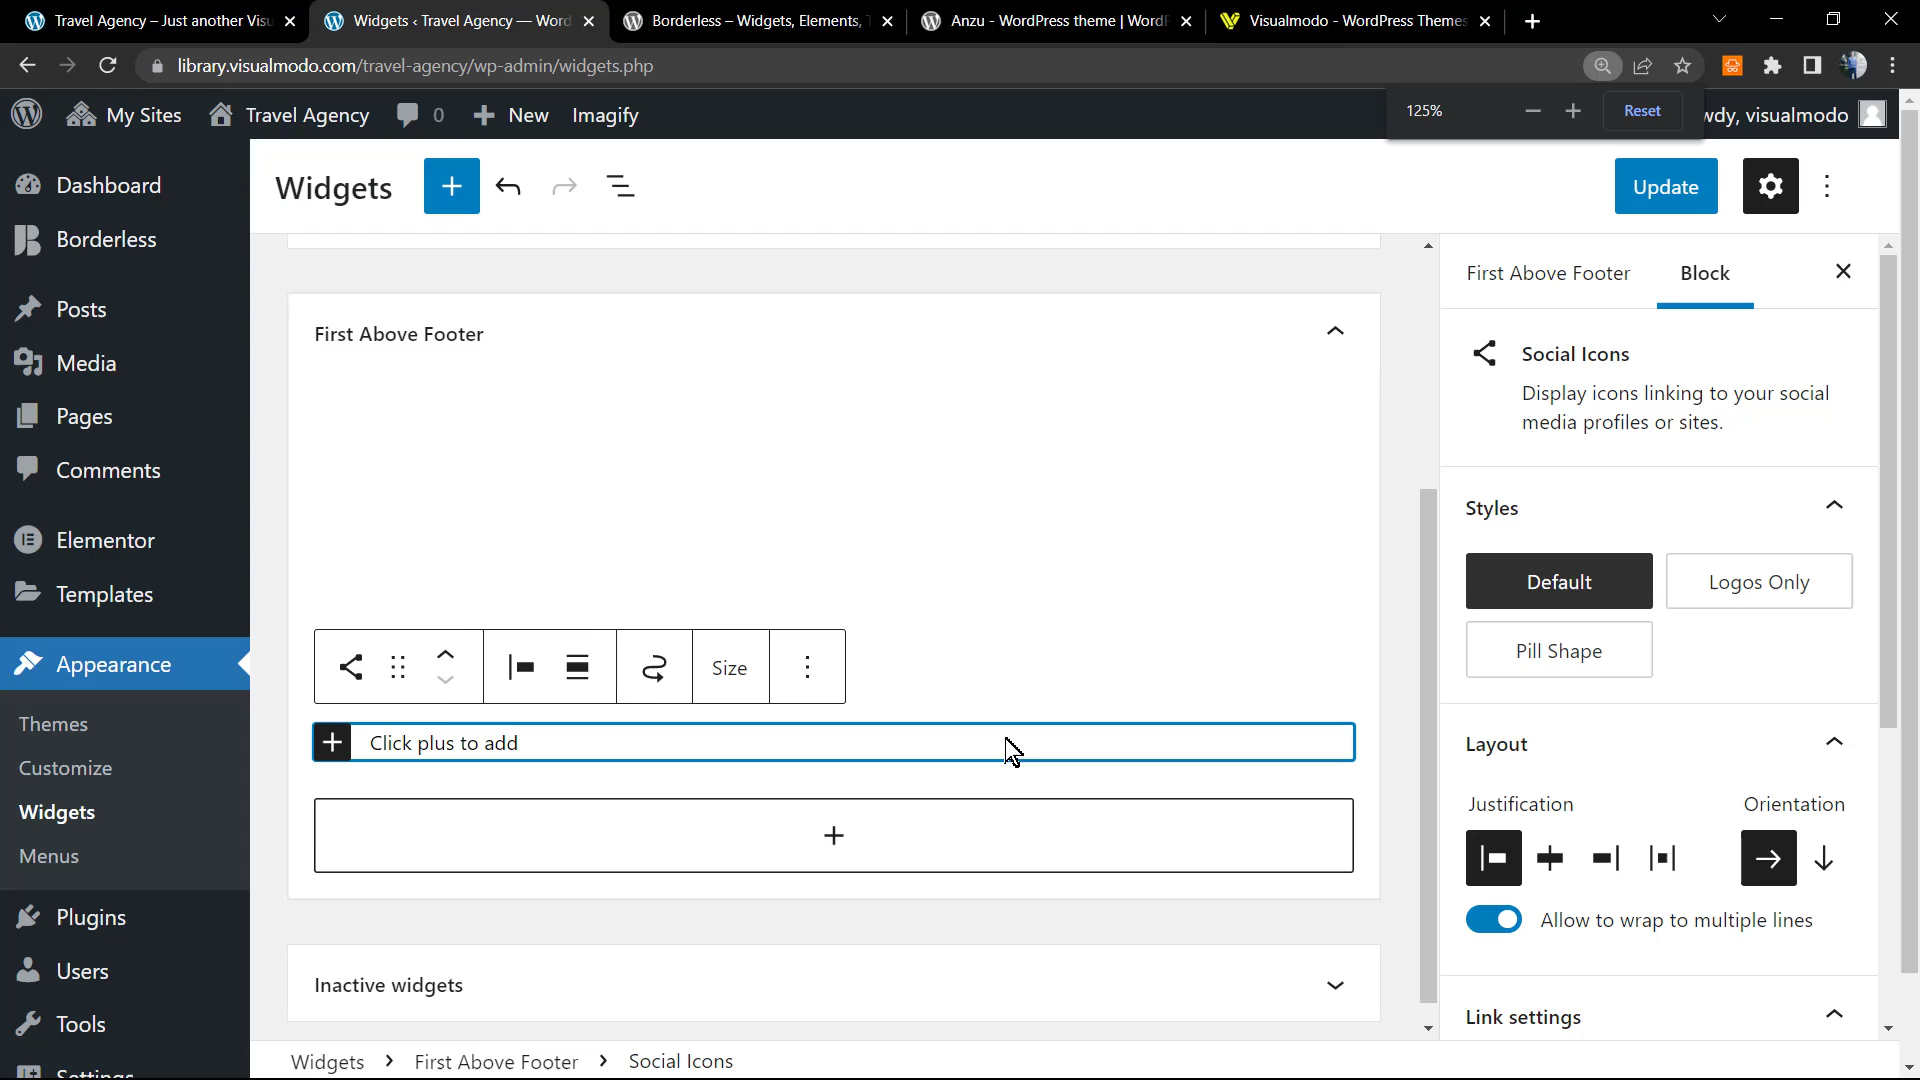 Travel Agency – Just another Visu
Widgets ‹ Travel Agency — Word
Borderless – Widgets, Elements, T
Anzu - WordPress theme | WordP
Visualmodo - WordPress Themes
library.visualmodo.com/travel-agency/wp-admin/widgets.php
My Sites
Travel Agency
0
New
Imagify
125%
Reset
wdy, visualmodo
Dashboard
Borderless
Posts
Media
Pages
Comments
Elementor
Templates
Appearance
Themes
Customize
Widgets
Menus
Plugins
Users
Tools
Settings
Widgets
Update
First Above Footer
Size
Click plus to add
Inactive widgets
Widgets > First Above Footer > Social Icons
First Above Footer
Block
Social Icons
Display icons linking to your social
media profiles or sites.
Styles
Default
Logos Only
Pill Shape
Layout
Justification
Orientation
Allow to wrap to multiple lines
Link settings